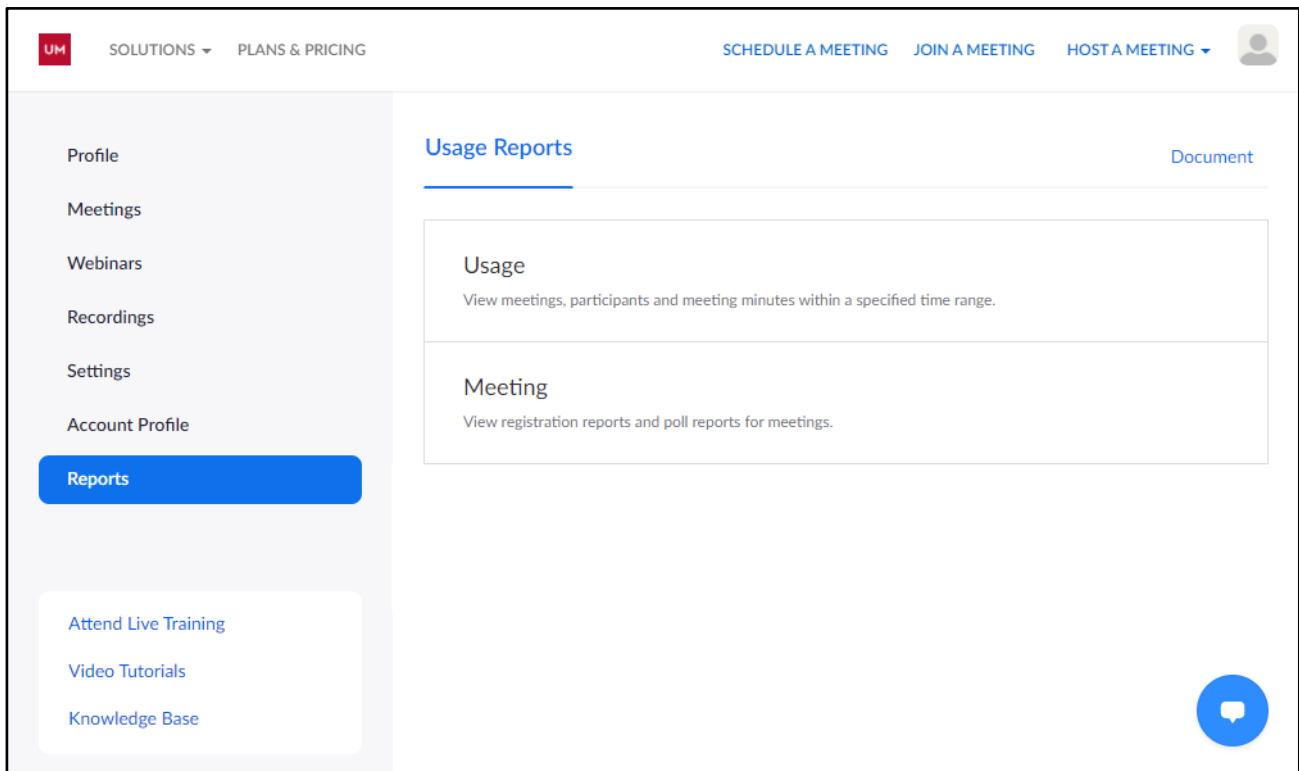 UM SOLUTIONS PLANS & PRICING SCHEDULE A MEETING JOIN A MEETING HOST A MEETING
Profile
Meetings
Webinars
Recordings
Settings
Account Profile
Reports
Attend Live Training
Video Tutorials
Knowledge Base
Usage Reports
Document
Usage
View meetings, participants and meeting minutes within a specified time range.
Meeting
View registration reports and poll reports for meetings.